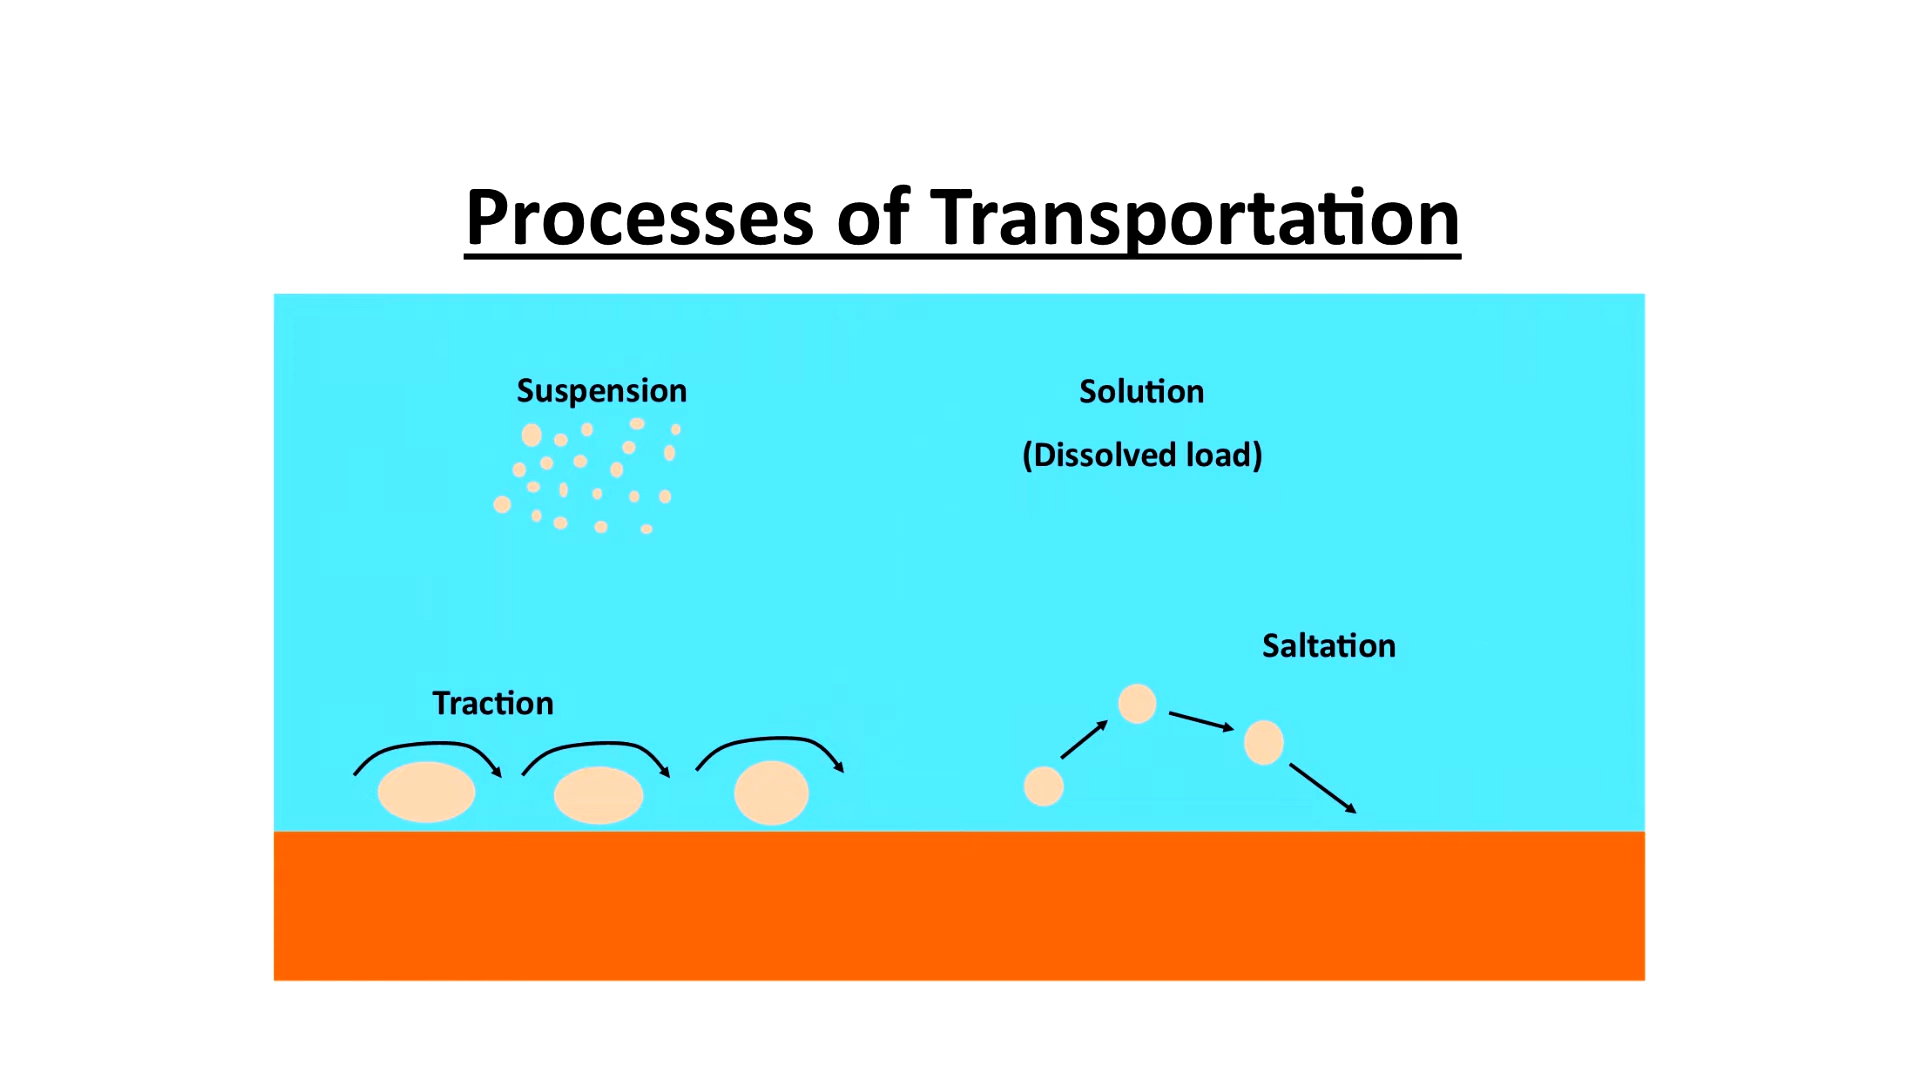 Processes of Transportation
Suspension
Solution
(Dissolved load)
Saltation
Traction